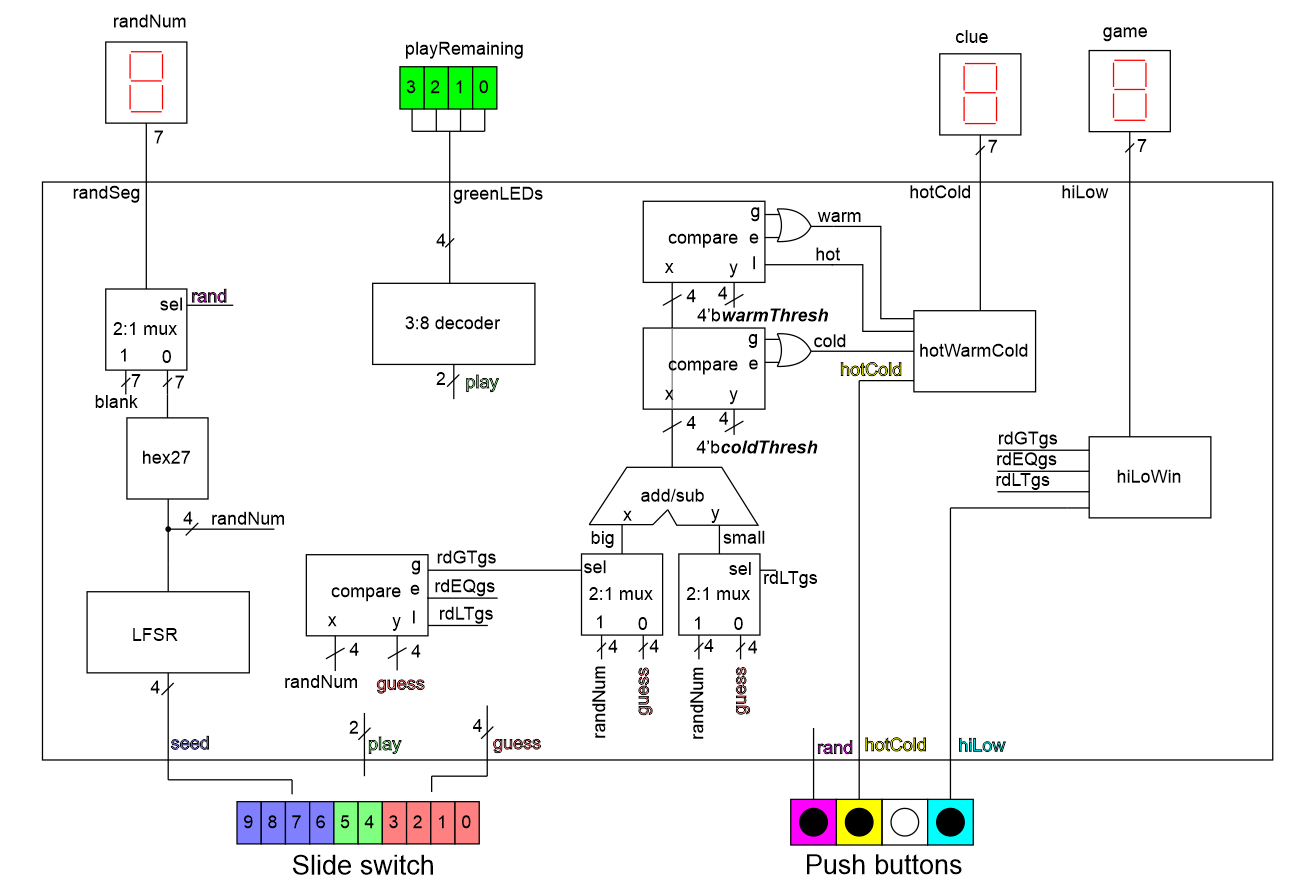 randNum
playRemaining
clue
game
3 2 1 0
7
7
7
randSeg
greenLEDs
hotCold
hiLow
4
g
compare e
l
x y
warm
hot
4 4
4'bwarmThresh
sel
rand
2:1 mux
1 0
7 7
blank
3:8 decoder
2
play
g
compare e
x y
cold
hotCold
hotWarmCold
4 4
4'bcoldThresh
hex27
rdGTgs
rdEQgs
rdLTgs
hiLoWin
4 randNum
add/sub
x y
big
small
g
compare e
x y l
rdGTgs
rdEQgs
rdLTgs
sel
2:1 mux
1 0
sel
2:1 mux
1 0
rdLTgs
LFSR
4 4
randNum
guess
4 4 4 4
randNum
guess
randNum
guess
4
seed
2
play
4
guess
rand
hotCold
hiLow
9 8 7 6 5 4 3 2 1 0
Slide switch
Push buttons